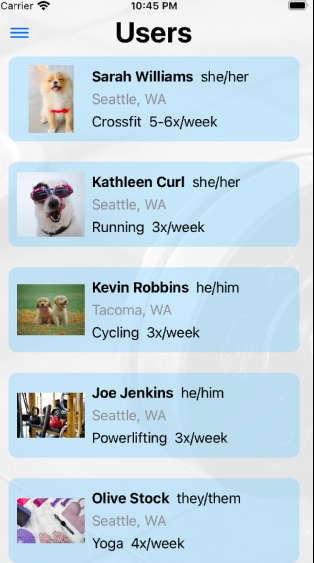 Carrier 10:45 PM
Users
Sarah Williams she/her
Seattle, WA
Crossfit 5-6x/week
Kathleen Curl she/her
Seattle, WA
Running 3x/week
Kevin Robbins he/him
Tacoma, WA
Cycling 3x/week
Joe Jenkins he/him
Seattle, WA
Powerlifting 3x/week
Olive Stock they/them
Seattle, WA
Yoga 4x/week